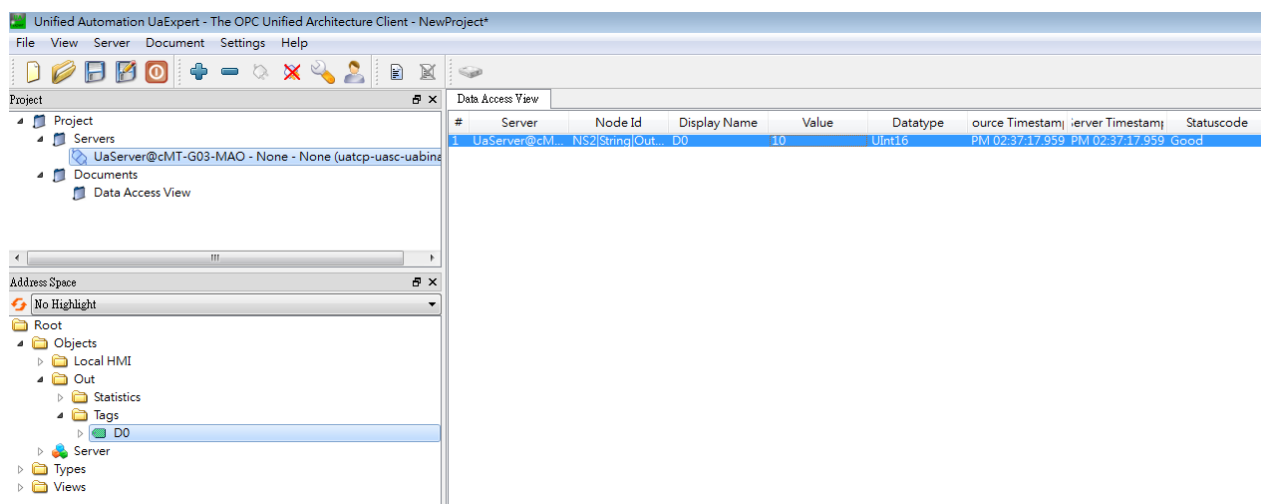 Unified Automation UaExpert - The OPC Unified Architecture Client - NewProject*
File View Server Document Settings Help
Project
Project
Servers
UaServer@cMT-G03-MAO - None - None (uatcp-uasc-uabina
Documents
Data Access View
Address Space
No Highlight
Root
Objects
Local HMI
Out
Statistics
Tags
D0
Server
Types
Views
Data Access View
# Server Node Id Display Name Value Datatype ource Timestam erver Timestam Statuscode
1 UaServer@cM... NS2|String|Out... D0 10 UInt16 PM 02:37:17.959 PM 02:37:17.959 Good